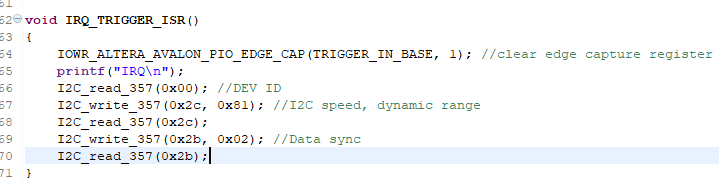 61
62 void IRQ_TRIGGER_ISR()
63 {
64 IOWR_ALTERA_AVALON_PIO_EDGE_CAP(TRIGGER_IN_BASE, 1); //clear edge capture register
65 printf("IRQ\n");
66 I2C_read_357(0x00); //DEV ID
67 I2C_write_357(0x2c, 0x81); //I2C speed, dynamic range
68 I2C_read_357(0x2c);
69 I2C_write_357(0x2b, 0x02); //Data sync
70 I2C_read_357(0x2b);
71 }